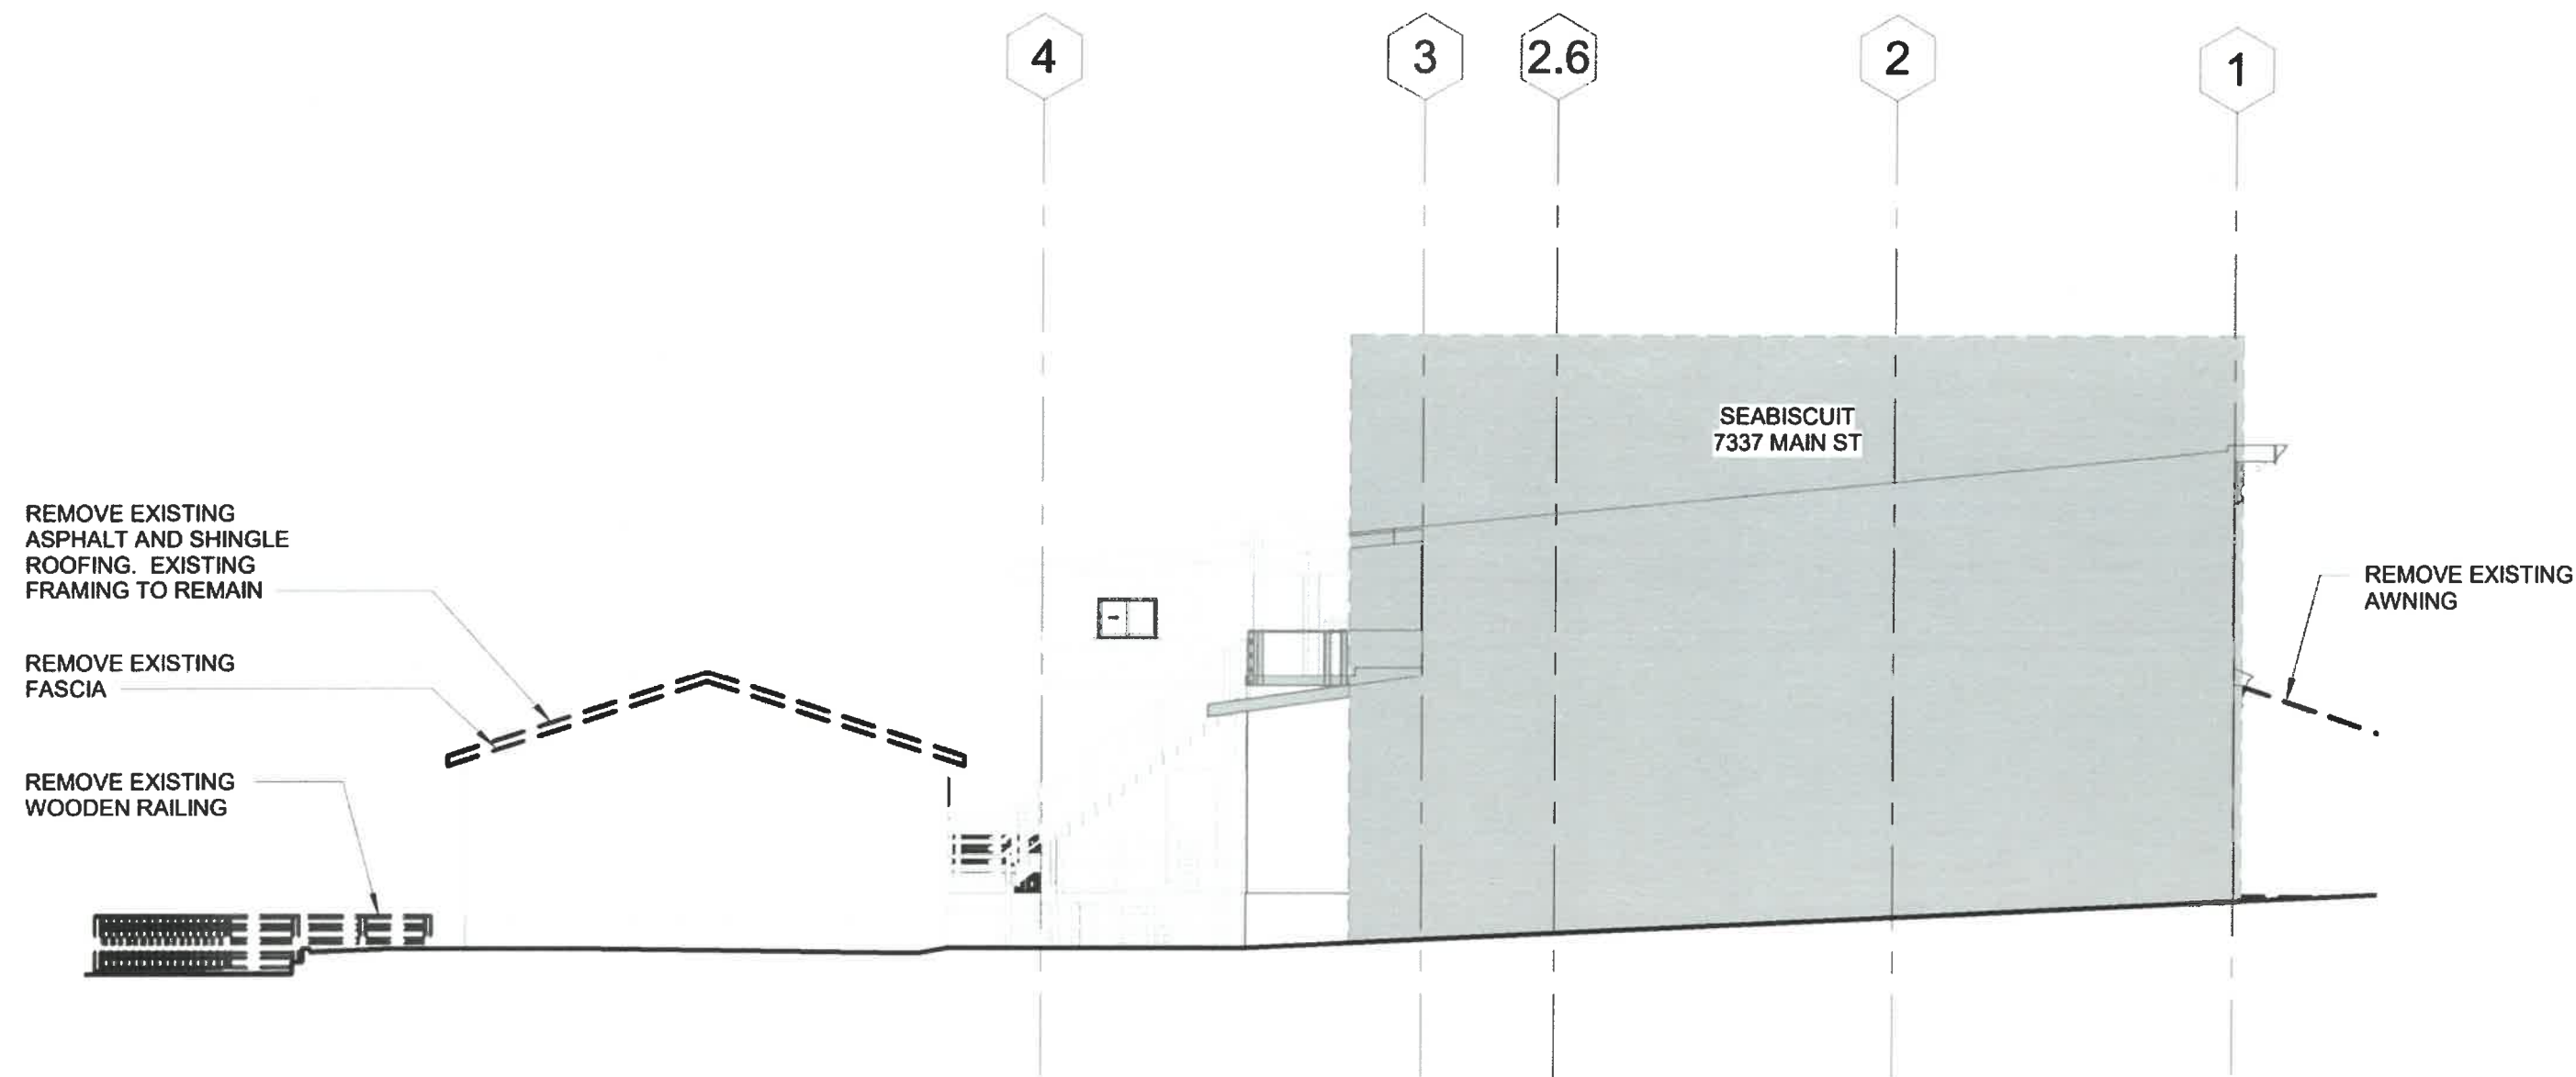 4
3
2.6
2
1
SEABISCUIT
7337 MAIN ST
REMOVE EXISTING
ASPHALT AND SHINGLE
ROOFING. EXISTING
FRAMING TO REMAIN
REMOVE EXISTING
AWNING
REMOVE EXISTING
FASCIA
REMOVE EXISTING
WOODEN RAILING